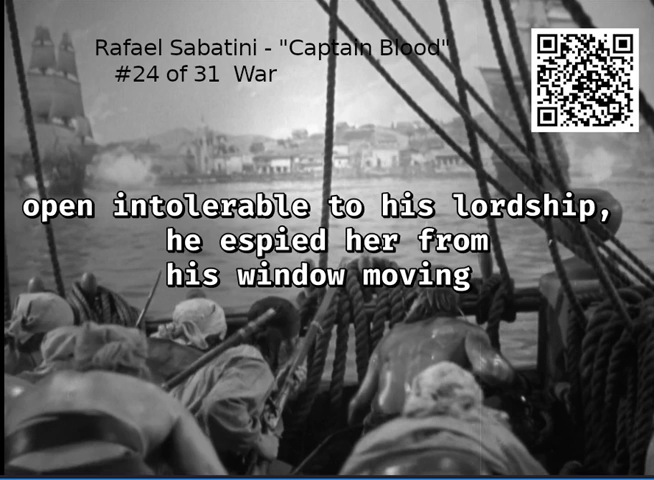 Rafael Sabatini - "Captain Blood"
#24 of 31  War
open intolerable to his lordship,
he espied her from
his window moving